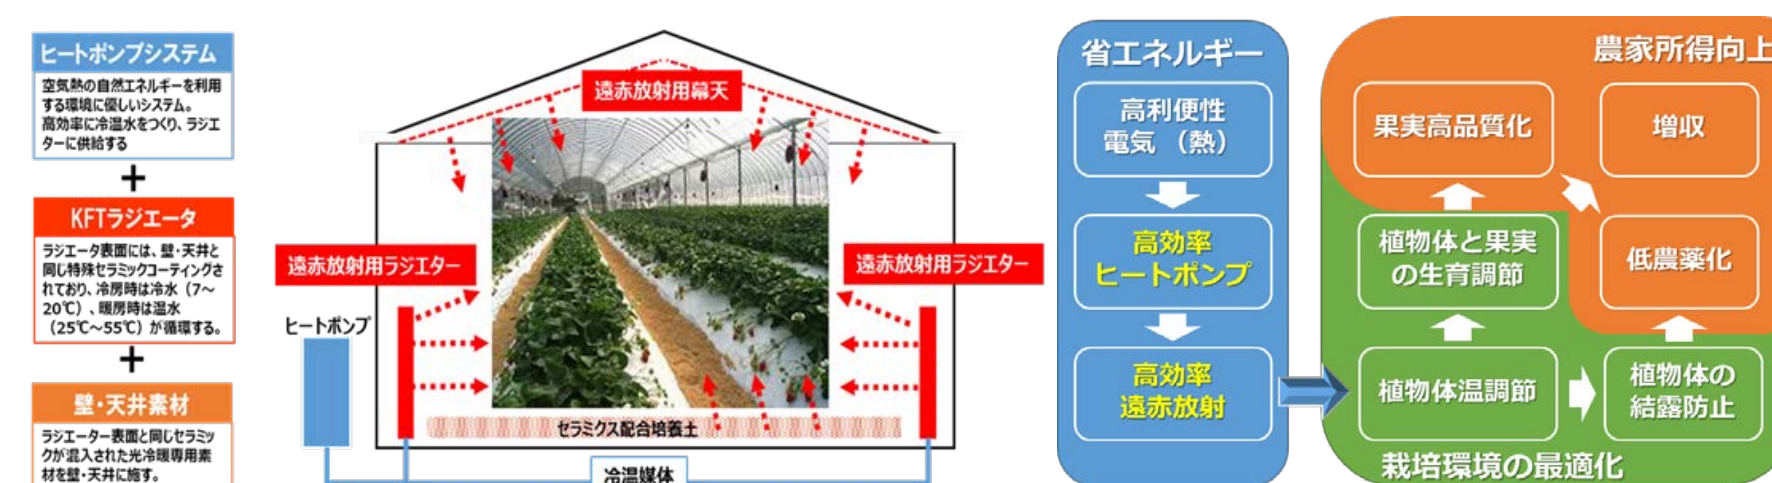 ヒートポンプシステム
空気熱の自然エネルギーを利用
する環境に優しいシステム。
高効率に冷温水をつくり、ラジエ
ターに供給する
+
KFTラジエータ
ラジエータ表面には、壁・天井と
同じ特殊セラミックコーティングさ
れており、冷房時は冷水（7～
20℃）、暖房時は温水
（25℃～55℃）が循環する。
+
壁・天井素材
ラジエーター表面と同じセラミッ
クが混入された光冷暖専用素
材を壁・天井に施す。
遠赤放射用幕天
遠赤放射用ラジエター
遠赤放射用ラジエター
ヒートポンプ
セラミクス配合培養土
冷温媒体
省エネルギー
高利便性
電気（熱）
高効率
ヒートポンプ
高効率
遠赤放射
農家所得向上
果実高品質化
増収
植物体と果実
の生育調節
低農薬化
植物体温調節
植物体の
結露防止
栽培環境の最適化